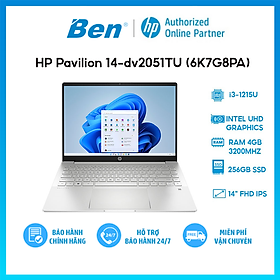 Ben
hp
Authorized
Online Partner
HP Pavilion 14-dv2051TU (6K7G8PA)
i3-1215U
INTEL UHD
GRAPHICS
RAM 4GB
3200MHZ
256GB SSD
14" FHD IPS
BẢO HÀNH
CHÍNH HÃNG
HỖ TRỢ
BẢO HÀNH 24/7
MIỄN PHÍ
VẬN CHUYỂN